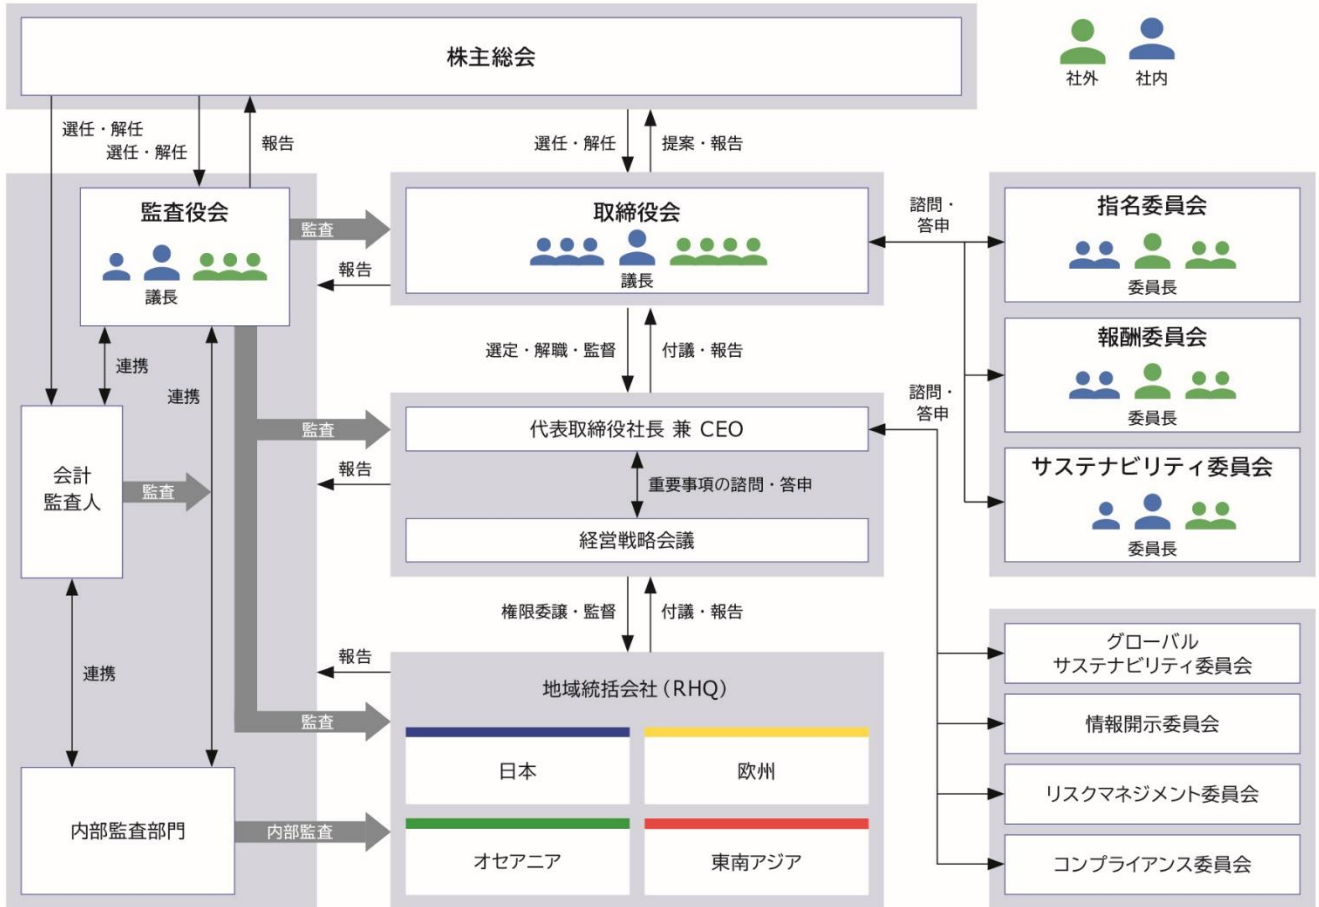 株主総会
社外
社内
選任・解任
選任・解任
報告
選任・解任
提案・報告
監査役会
議長
監査
報告
取締役会
議長
諮問・
答申
指名委員会
委員長
報酬委員会
委員長
サステナビリティ委員会
委員長
連携
連携
選定・解職・監督
付議・報告
諮問・
答申
会計
監査人
監査
監査
報告
代表取締役社長 兼 CEO
重要事項の諮問・答申
経営戦略会議
権限委譲・監督
付議・報告
連携
報告
監査
地域統括会社（RHQ）
日本
欧州
オセアニア
東南アジア
内部監査部門
内部監査
グローバル
サステナビリティ委員会
情報開示委員会
リスクマネジメント委員会
コンプライアンス委員会